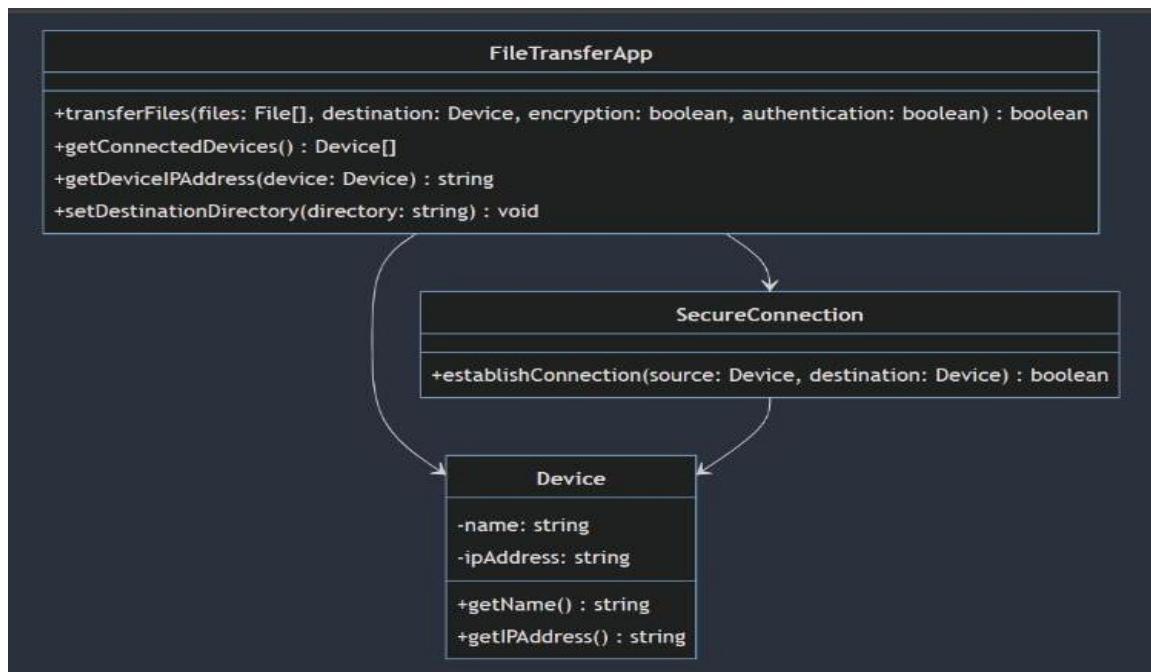 FileTransferApp
+transferFiles(files: File[], destination: Device, encryption: boolean, authentication: boolean) : boolean
+getConnectedDevices() : Device[]
+getDeviceIPAddress(device: Device) : string
+setDestinationDirectory(directory: string) : void
SecureConnection
+establishConnection(source: Device, destination: Device) : boolean
Device
-name: string
-ipAddress: string
+getName() : string
+getIPAddress() : string